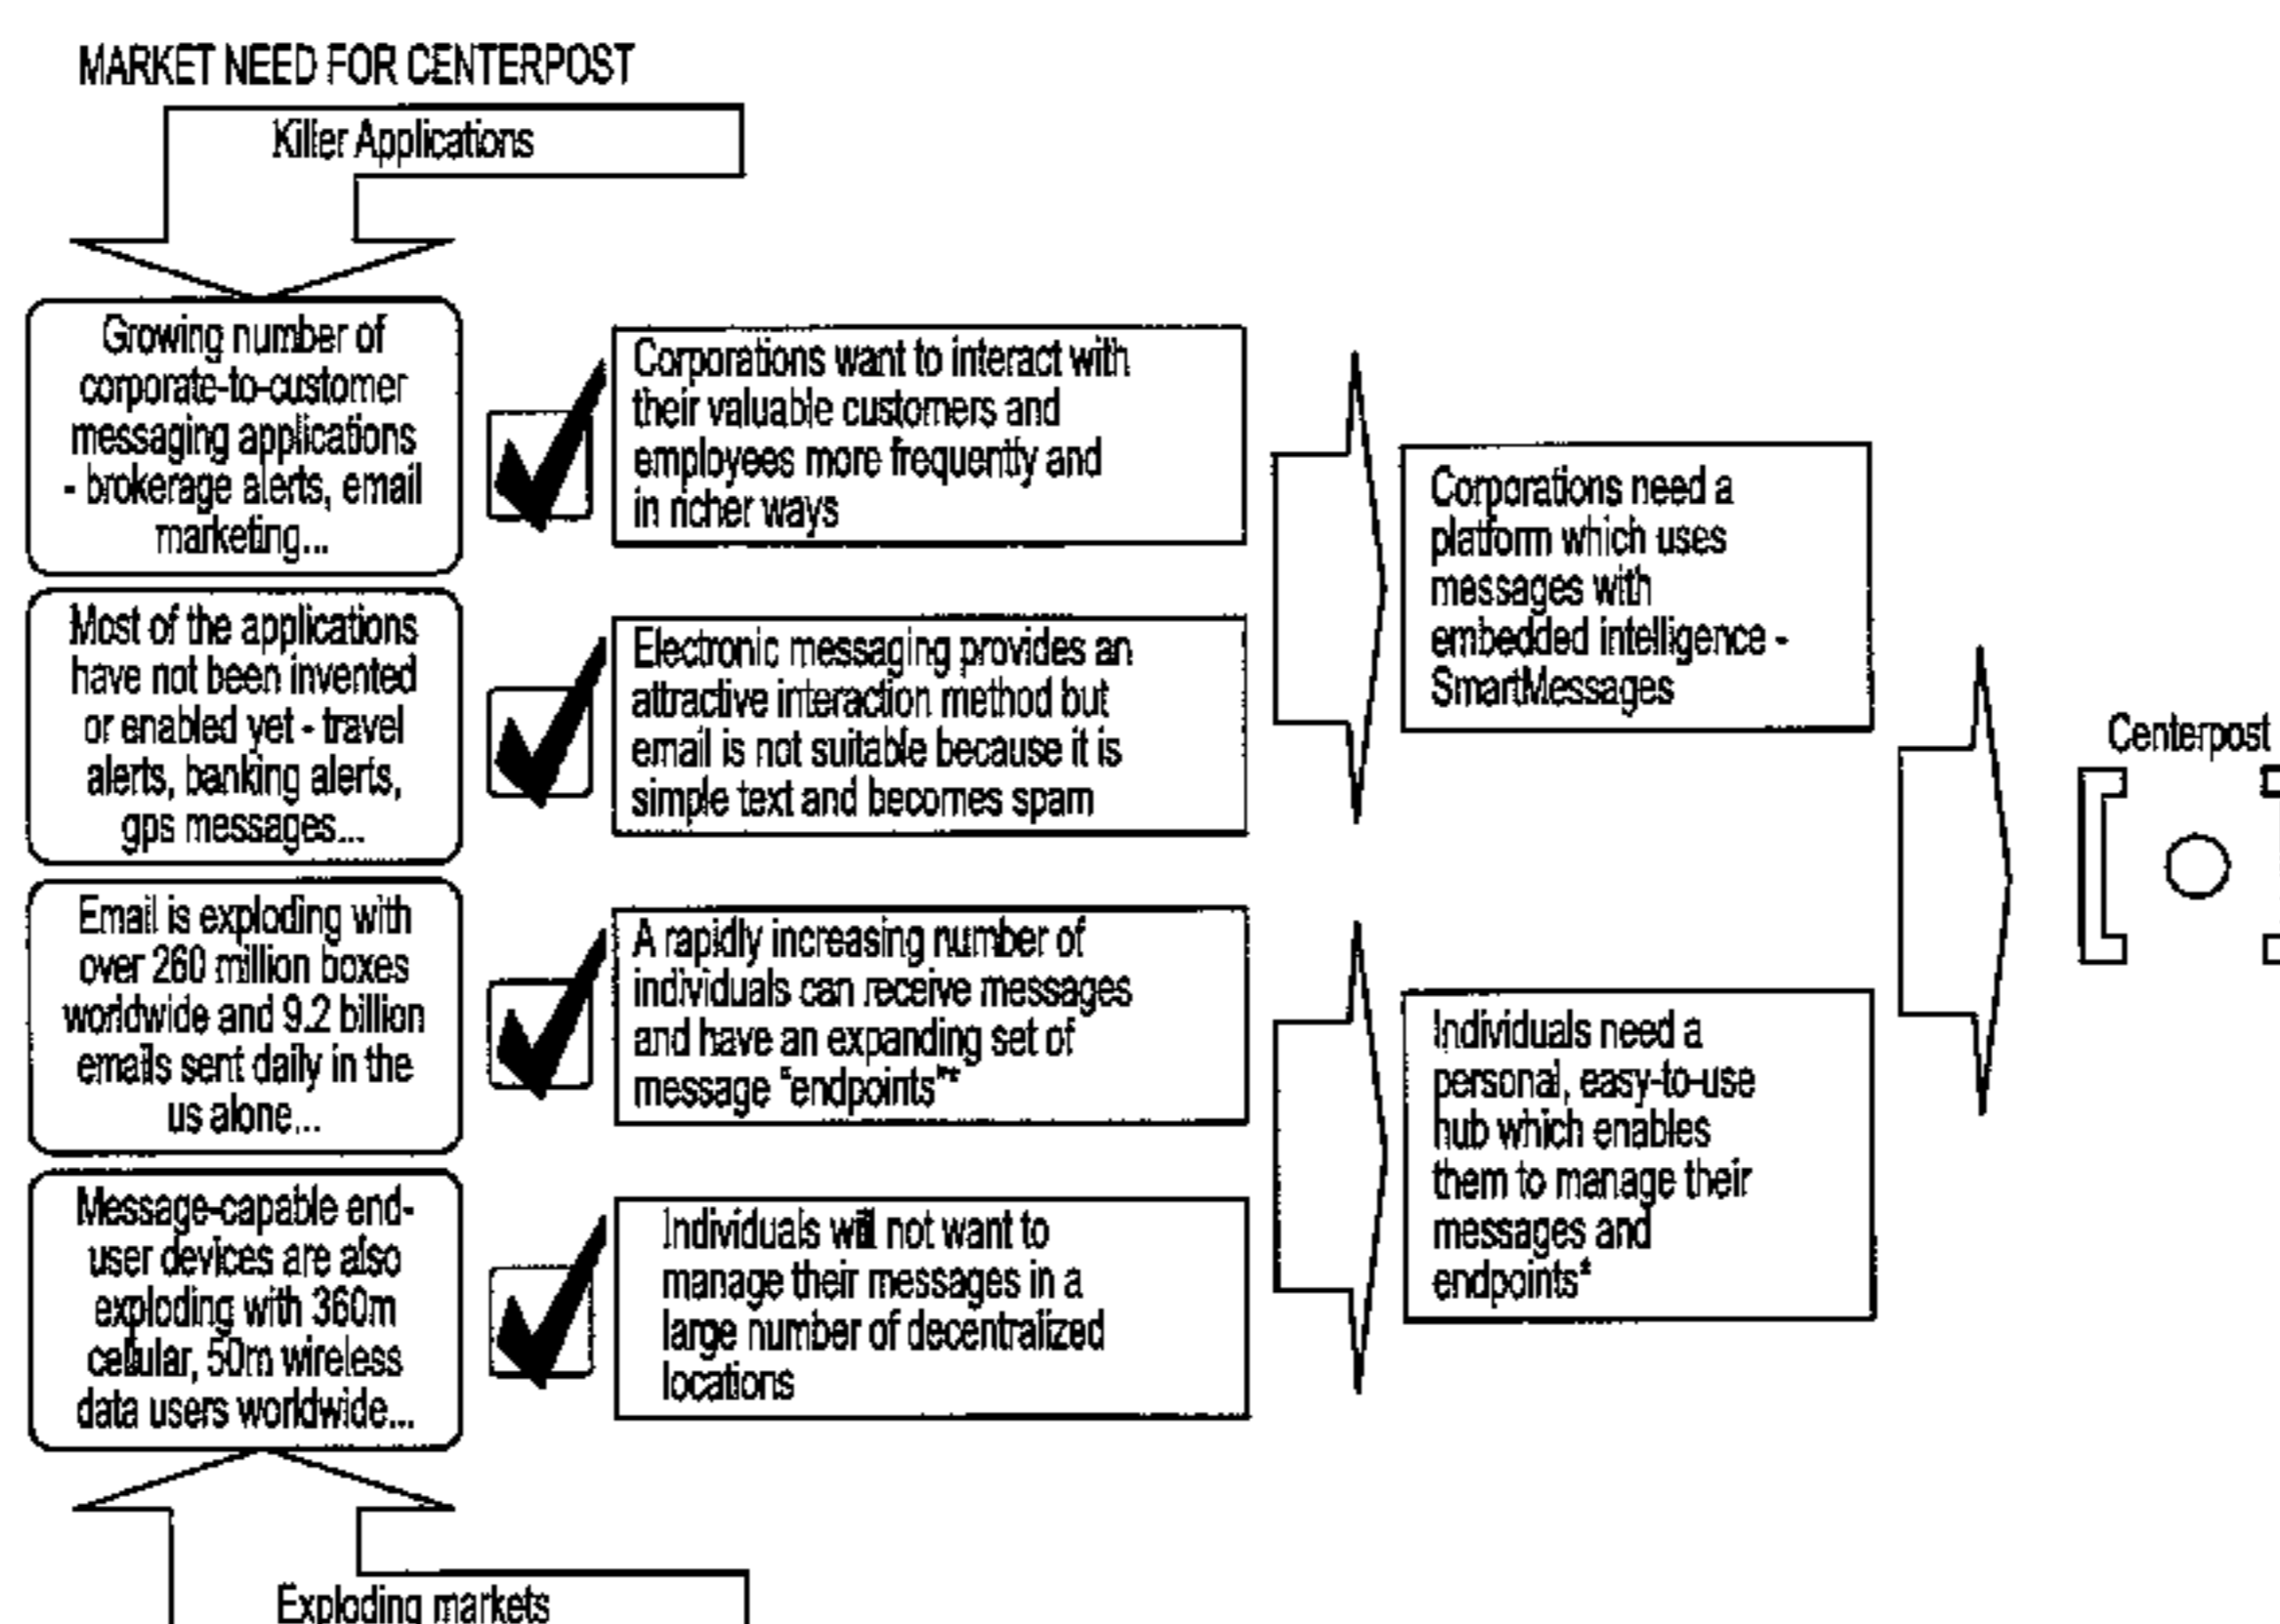 MARKET NEED FOR CENTERPOST
Killer Applications
Growing number of
corporate-to-customer
messaging applications
- brokerage alerts, email
marketing...
Corporations want to interact with
their valuable customers and
employees more frequently and
in richer ways
Most of the applications
have not been invented
or enabled yet - travel
alerts, banking alerts,
gps messages...
Electronic messaging provides an
attractive interaction method but
email is not suitable because it is
simple text and becomes spam
Corporations need a
platform which uses
messages with
embedded intelligence -
SmartMessages
Email is exploding with
over 260 million boxes
worldwide and 9.2 billion
emails sent daily in the
us alone...
A rapidly increasing number of
individuals can receive messages
and have an expanding set of
message "endpoints"*
Message-capable end-
user devices are also
exploding with 360m
cellular, 50m wireless
data users worldwide...
Individuals will not want to
manage their messages in a
large number of decentralized
locations
Individuals need a
personal, easy-to-use
hub which enables
them to manage their
messages and
endpoints*
Centerpost
Exploding markets